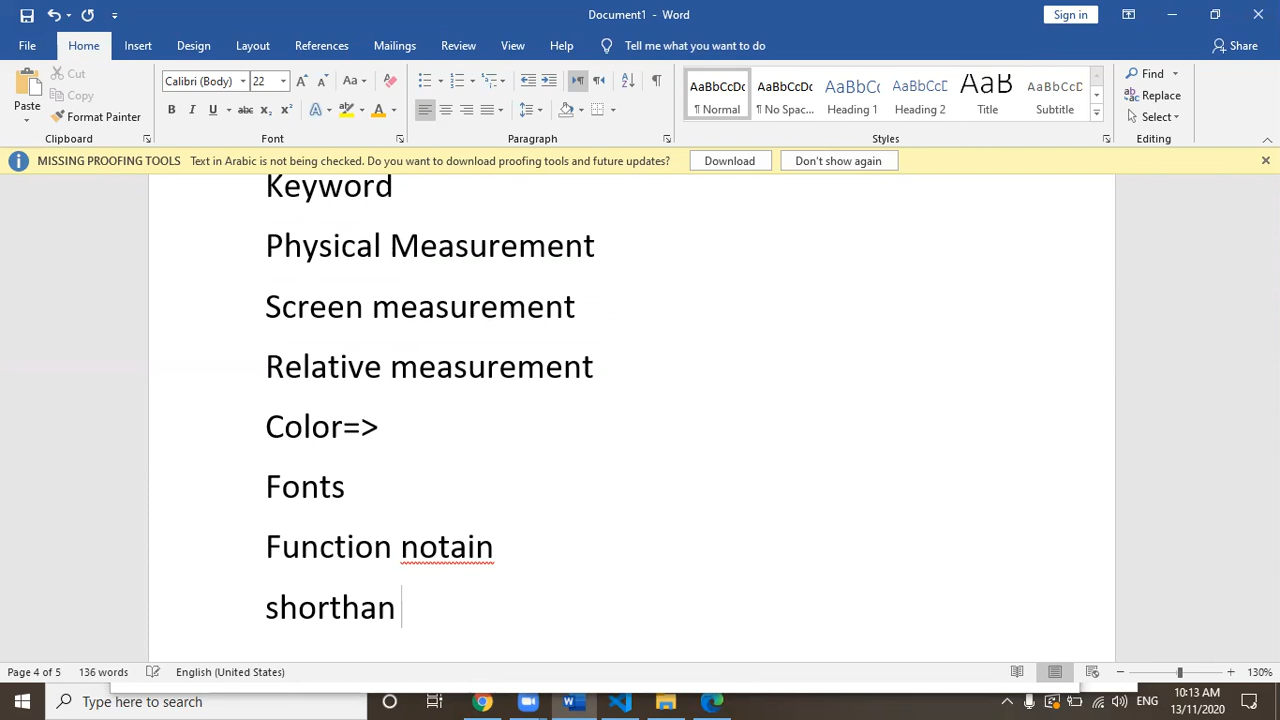 Document1 - Word
Sign in
File Home Insert Design Layout References Mailings Review View Help Tell me what you want to do Share
Paste
Cut
Copy
Format Painter
Clipboard
Calibri (Body) 22
Font
Paragraph
AaBbCcDc ¶ Normal
AaBbCcDc ¶ No Spac...
AaBbCc Heading 1
AaBbCcD Heading 2
AaB Title
AaBbCcD Subtitle
Styles
Find
Replace
Select
Editing
MISSING PROOFING TOOLS Text in Arabic is not being checked. Do you want to download proofing tools and future updates? Download Don't show again
Keyword
Physical Measurement
Screen measurement
Relative measurement
Color=>
Fonts
Function notain
shorthan
Page 4 of 5 136 words English (United States) 130%
Type here to search
ENG
10:13 AM
13/11/2020